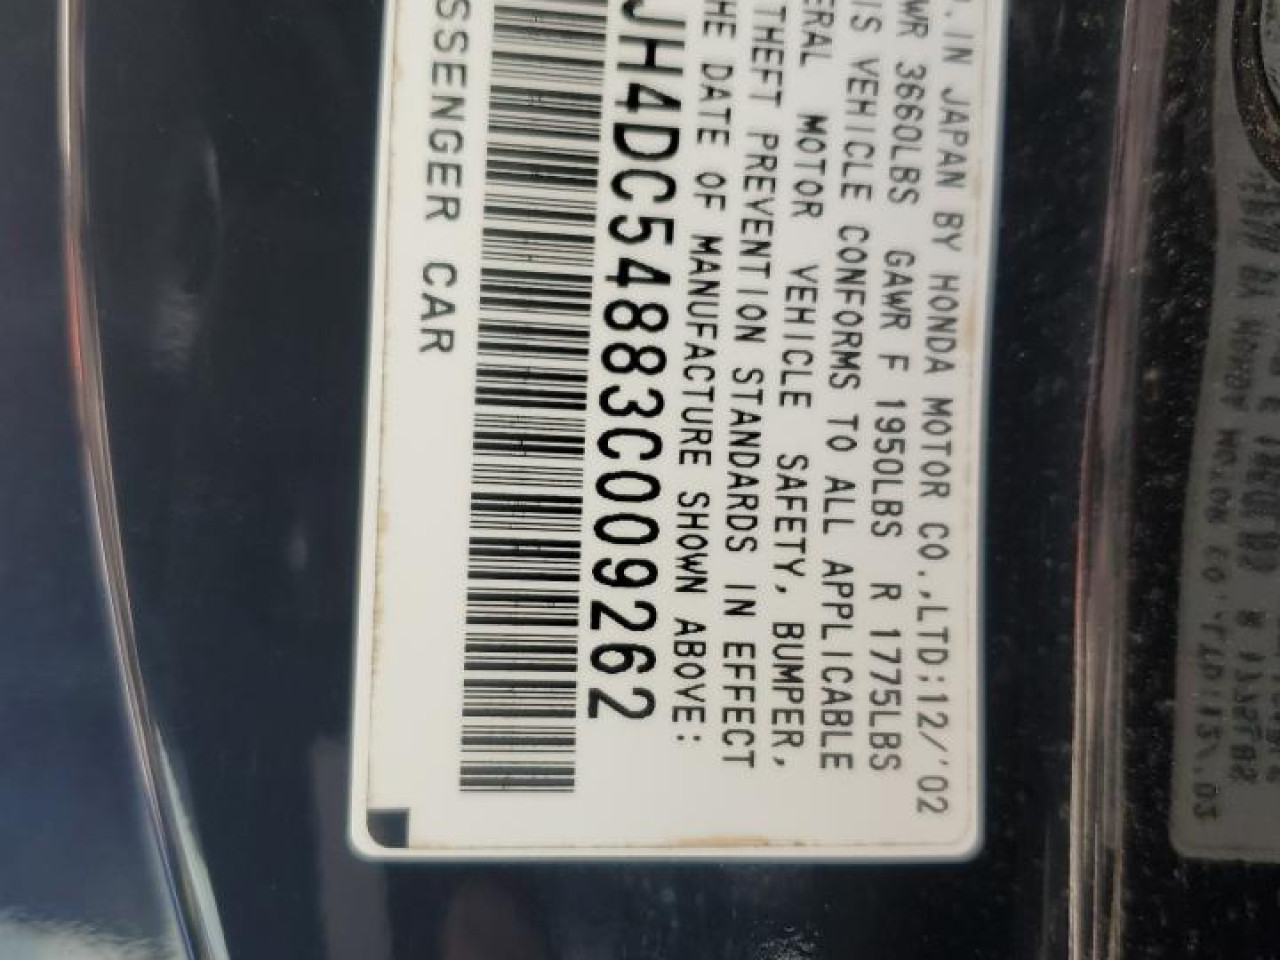 D. IN JAPAN BY HONDA MOTOR CO.,LTD;12/'02
WR 3660LBS GAWR F 1950LBS R 1775LBS
IS VEHICLE CONFORMS TO ALL APPLICABLE
ERAL MOTOR VEHICLE SAFETY, BUMPER,
THEFT PREVENTION STANDARDS IN EFFECT
HE DATE OF MANUFACTURE SHOWN ABOVE:
JH4DC54883C009262
SSENGER CAR